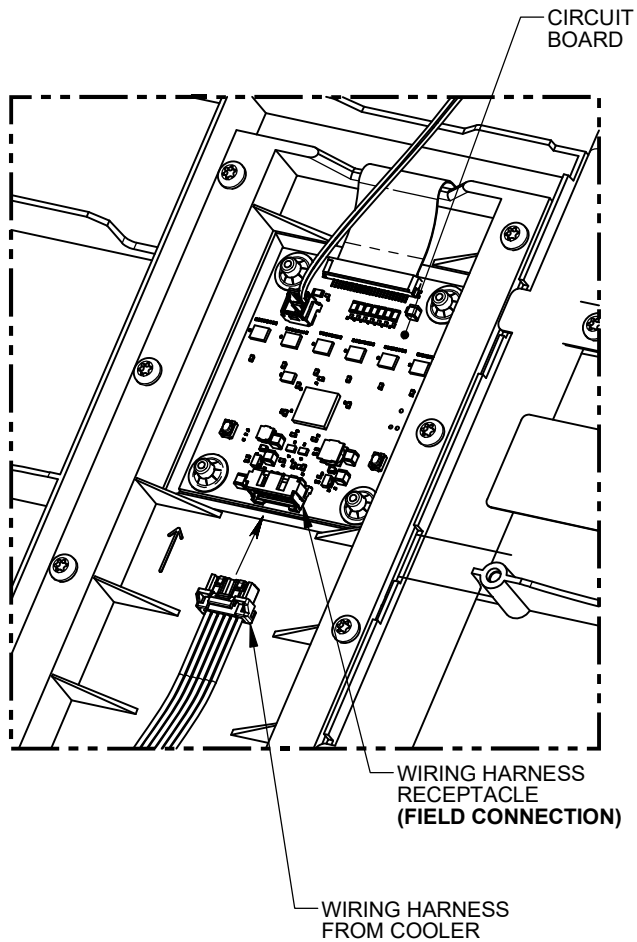 CIRCUIT
BOARD
WIRING HARNESS
RECEPTACLE
(FIELD CONNECTION)
WIRING HARNESS
FROM COOLER